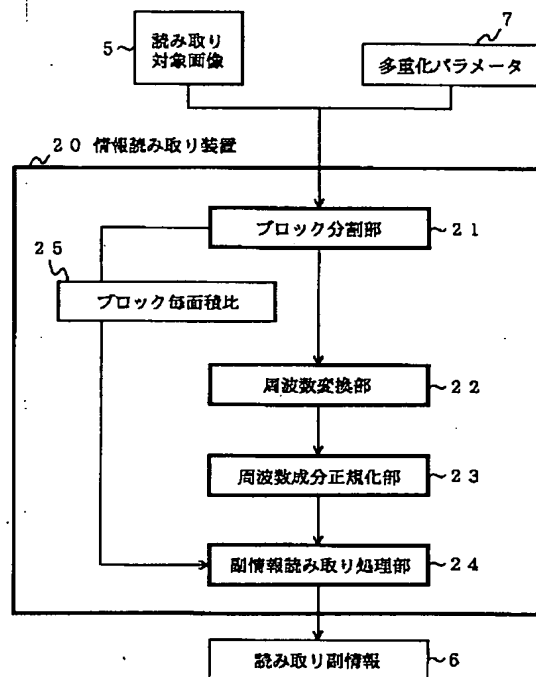 5
読み取り
対象画像
7
多重化パラメータ
20 情報読み取り装置
ブロック分割部
21
25
ブロック毎面積比
周波数変換部
22
周波数成分正規化部
23
副情報読み取り処理部
24
読み取り副情報
6